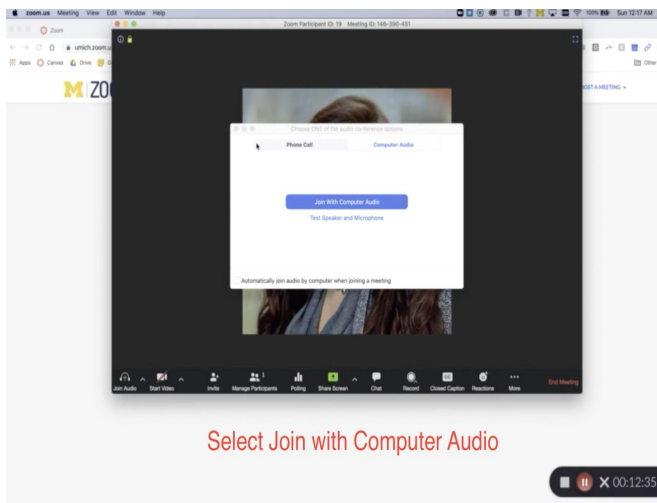 zoom.us Meeting View Edit Window Help
100% Sun 12:17 AM
Zoom Participant ID: 19 Meeting ID: 146-390-451
Zoom
umich.zoom.u
Apps Canvas Drive
Other
M ZOO
HOST A MEETING
Choose ONE of the audio conference options
Phone Call Computer Audio
Join With Computer Audio
Test Speaker and Microphone
Automatically join audio by computer when joining a meeting
1
CC
Join Audio Start Video Invite Manage Participants Polling Share Screen Chat Record Closed Caption Reactions More End Meeting
Select Join with Computer Audio
00:12:35